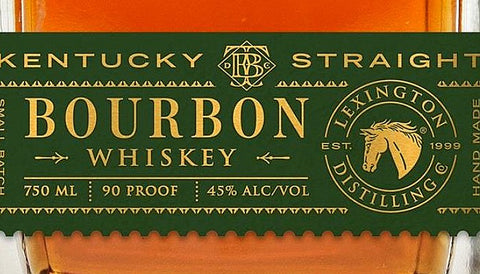 KENTUCKY STRAIGHT
D B C
BOURBON
WHISKEY
750 ML 90 PROOF 45% ALC/VOL
SMALL BATCH
LEXINGTON
EST. 1999
DISTILLING Co
®
HAND MADE